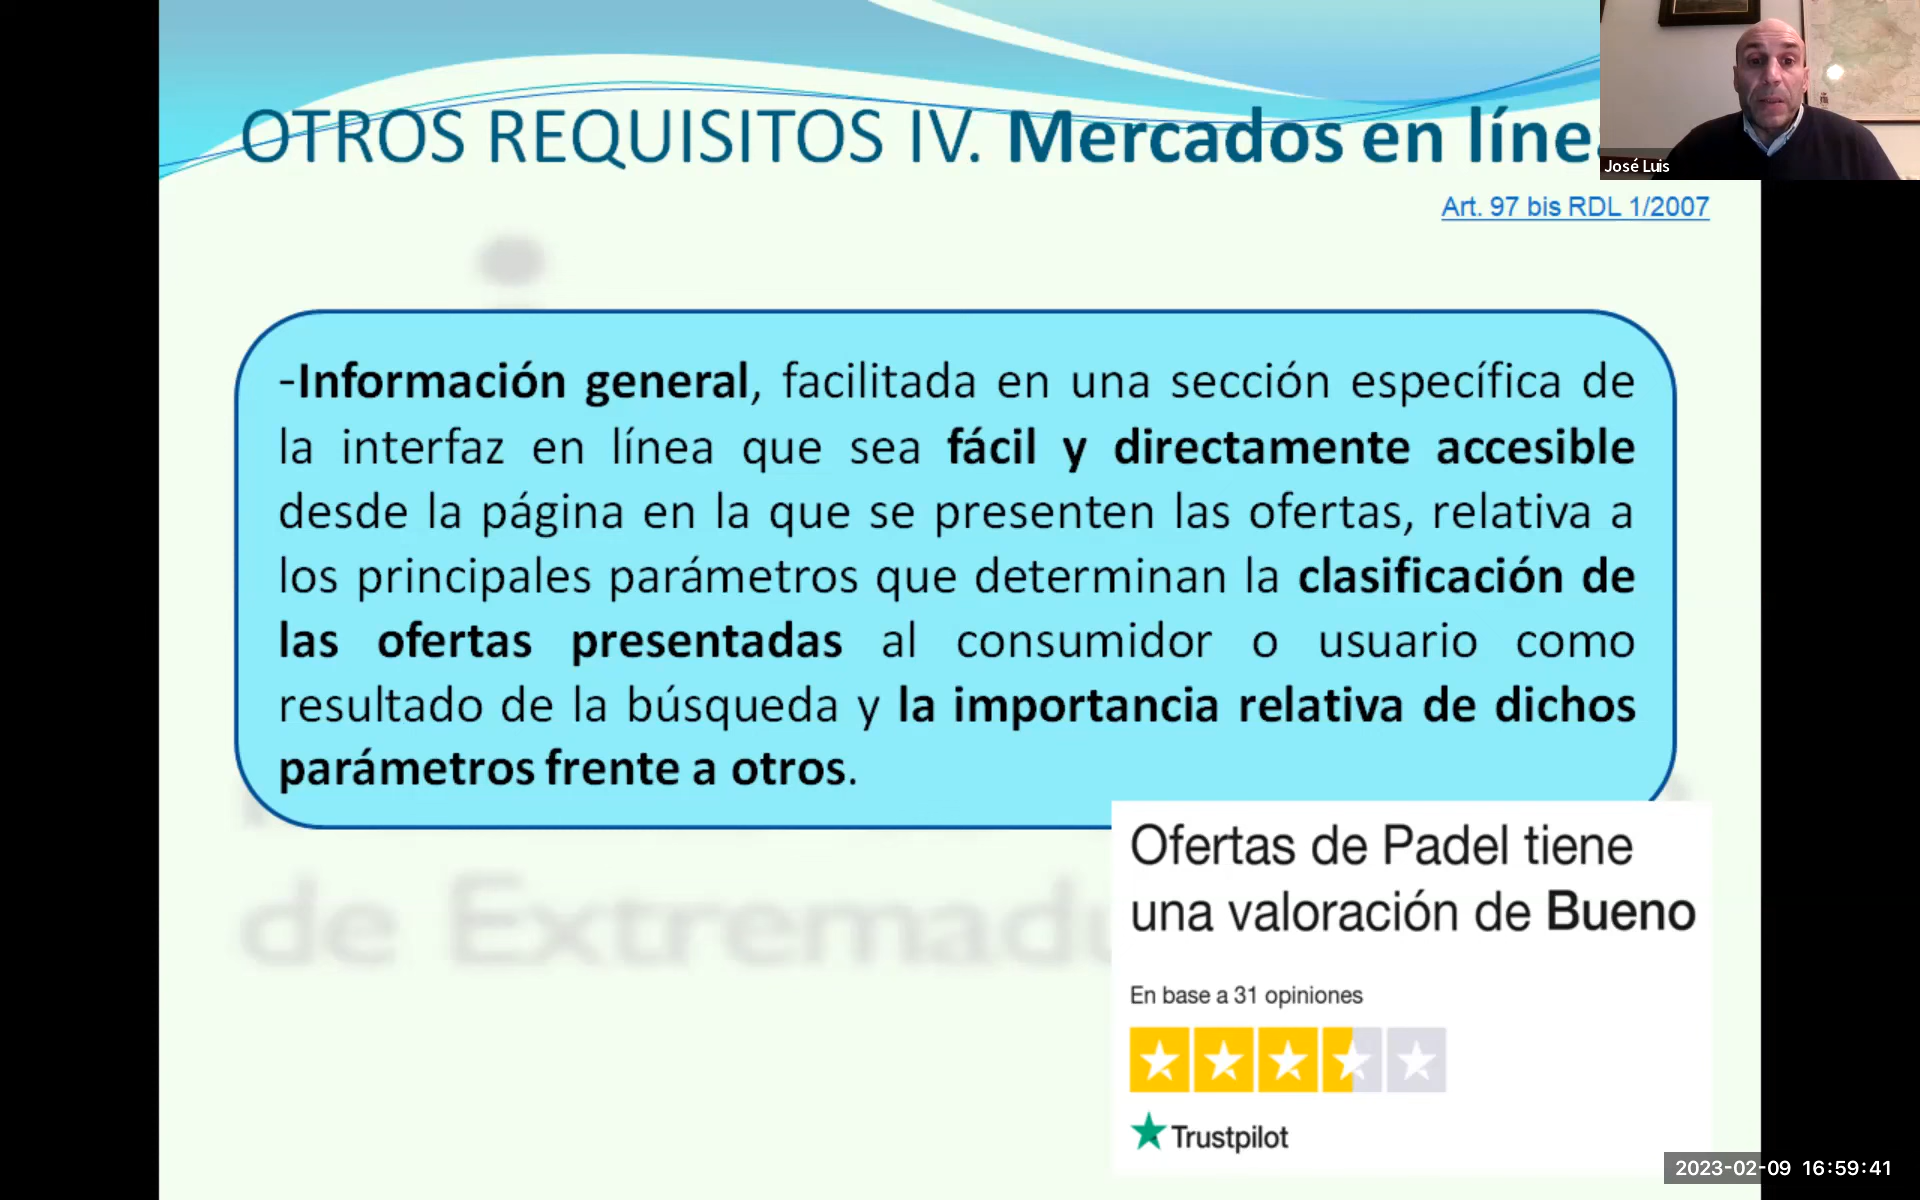 OTROS REQUISITOS IV. Mercados en líne
José Luis
Art. 97 bis RDL 1/2007
-Información general, facilitada en una sección específica de
la interfaz en línea que sea fácil y directamente accesible
desde la página en la que se presenten las ofertas, relativa a
los principales parámetros que determinan la clasificación de
las ofertas presentadas al consumidor o usuario como
resultado de la búsqueda y la importancia relativa de dichos
parámetros frente a otros.
de Extremadu
Ofertas de Padel tiene
una valoración de Bueno
En base a 31 opiniones
Trustpilot
2023-02-09 16:59:41